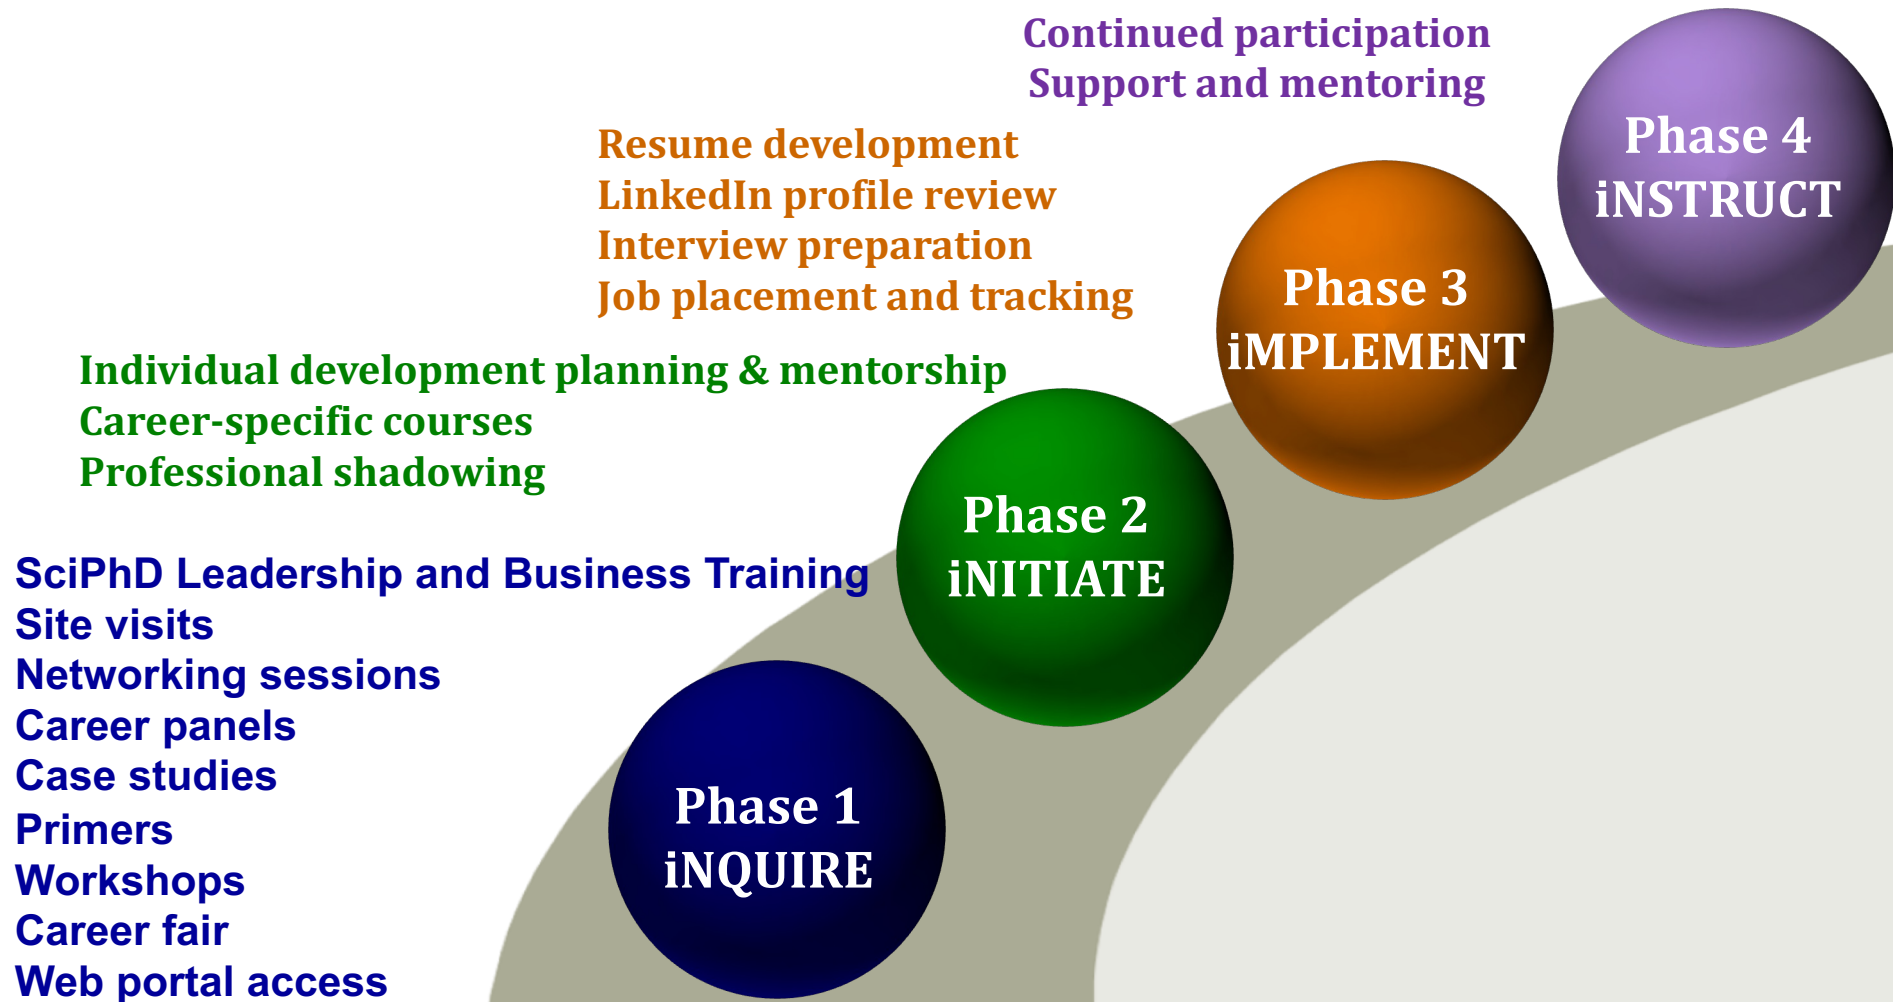 Continued participation
Support and mentoring
Phase 4
iNSTRUCT
Resume development
LinkedIn profile review
Interview preparation
Job placement and tracking
Phase 3
iMPLEMENT
Individual development planning & mentorship
Career-specific courses
Professional shadowing
Phase 2
iNITIATE
SciPhD Leadership and Business Training
Site visits
Networking sessions
Career panels
Case studies
Primers
Workshops
Career fair
Web portal access
Phase 1
iNQUIRE